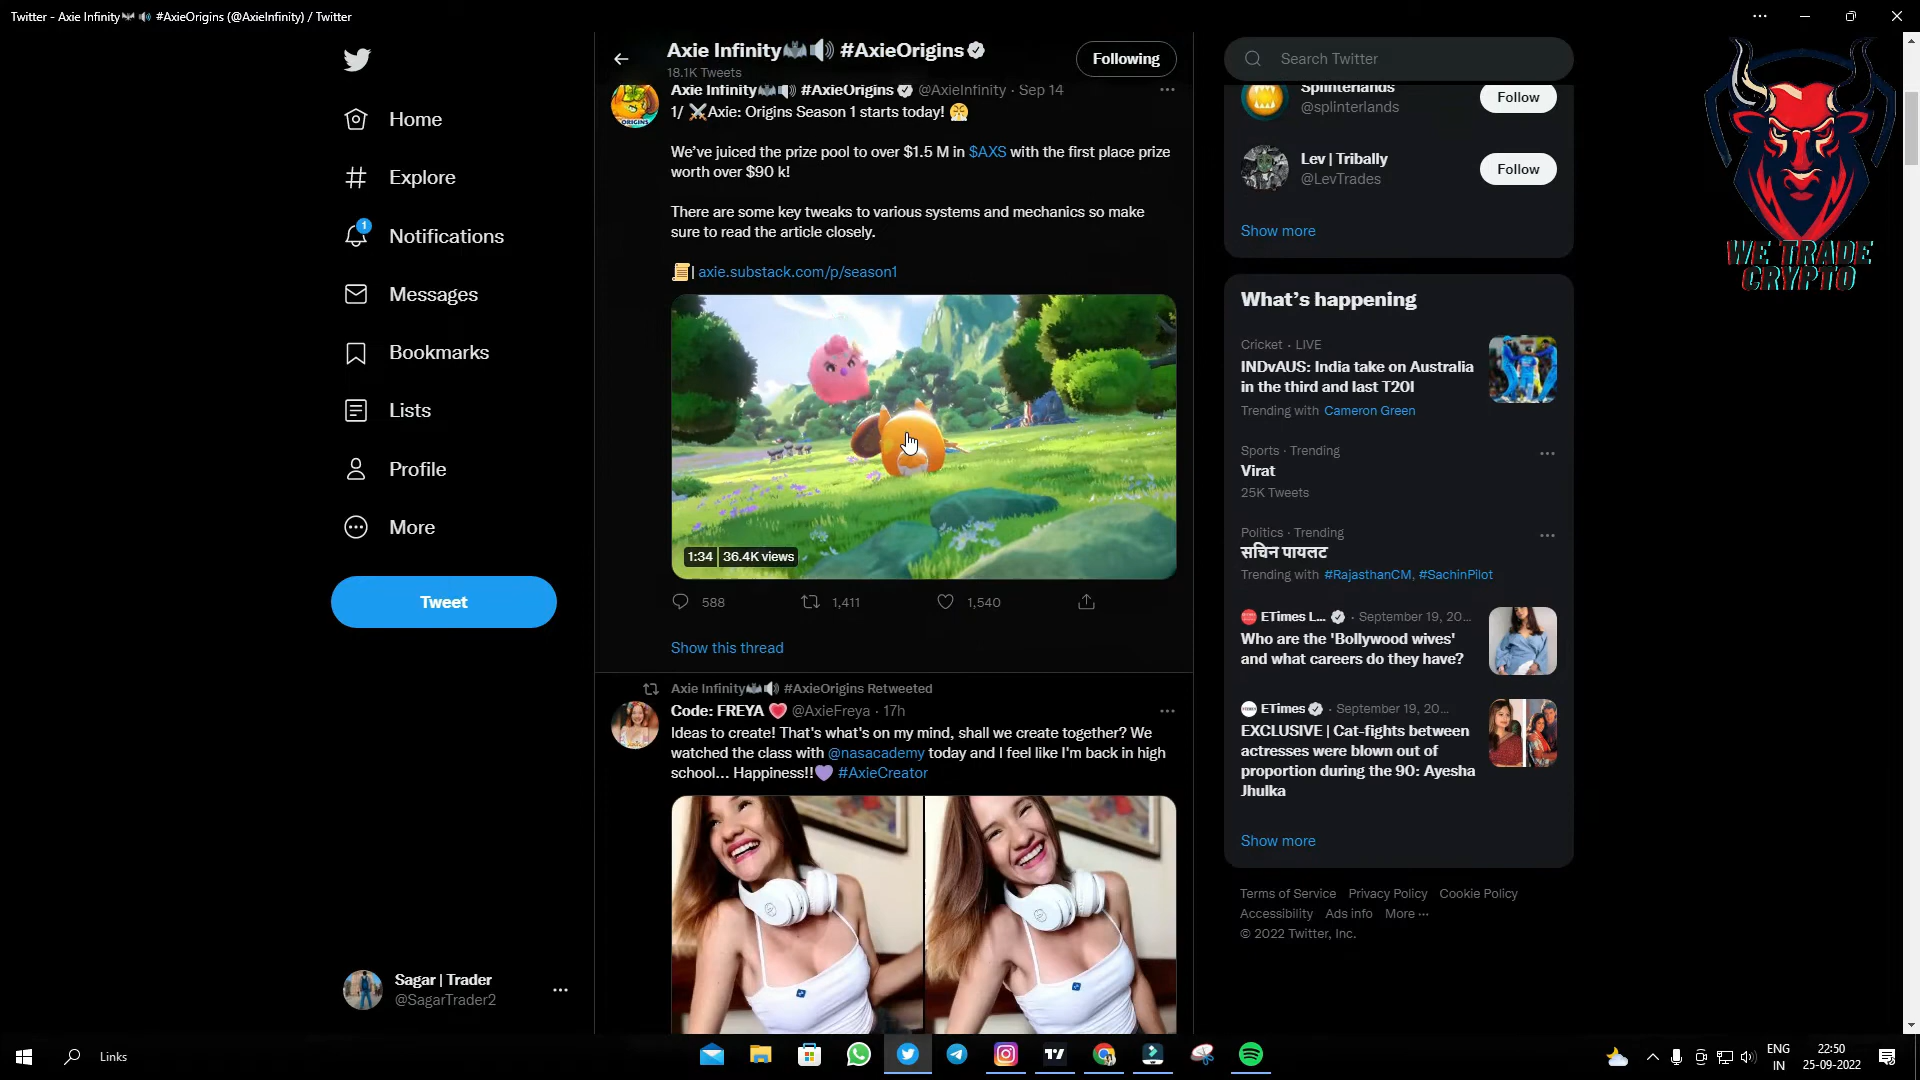 Twitter - Axie Infinity🦇🔊 #AxieOrigins (@AxieInfinity) / Twitter
Home
Explore
1
Notifications
Messages
Bookmarks
Lists
Profile
More
Tweet
Sagar | Trader
@SagarTrader2
Axie Infinity🦇🔊 #AxieOrigins
18.1K Tweets
Following
Axie Infinity🦇🔊 #AxieOrigins @AxieInfinity · Sep 14
1/ ⚔️Axie: Origins Season 1 starts today! 😤
We’ve juiced the prize pool to over $1.5 M in $AXS with the first place prize
worth over $90 k!
There are some key tweaks to various systems and mechanics so make
sure to read the article closely.
📜| axie.substack.com/p/season1
ORIGINS
1:34 36.4K views
588 1,411 1,540
Show this thread
Axie Infinity🦇🔊 #AxieOrigins Retweeted
Code: FREYA ❤️ @AxieFreya · 17h
Ideas to create! That's what's on my mind, shall we create together? We
watched the class with @nasacademy today and I feel like I'm back in high
school... Happiness!!💜 #AxieCreator
Search Twitter
Splinterlands
@splinterlands
Follow
Lev | Tribally
@LevTrades
Follow
Show more
What’s happening
Cricket · LIVE
INDvAUS: India take on Australia
in the third and last T20I
Trending with Cameron Green
Sports · Trending
Virat
25K Tweets
Politics · Trending
सचिन पायलट
Trending with #RajasthanCM, #SachinPilot
ETimes L... · September 19, 20...
Who are the 'Bollywood wives'
and what careers do they have?
ETimes · September 19, 20...
EXCLUSIVE | Cat-fights between
actresses were blown out of
proportion during the 90: Ayesha
Jhulka
Show more
Terms of Service Privacy Policy Cookie Policy
Accessibility Ads info More ···
© 2022 Twitter, Inc.
WE TRADE
CRYPTO
Links
ENG
IN
22:50
25-09-2022